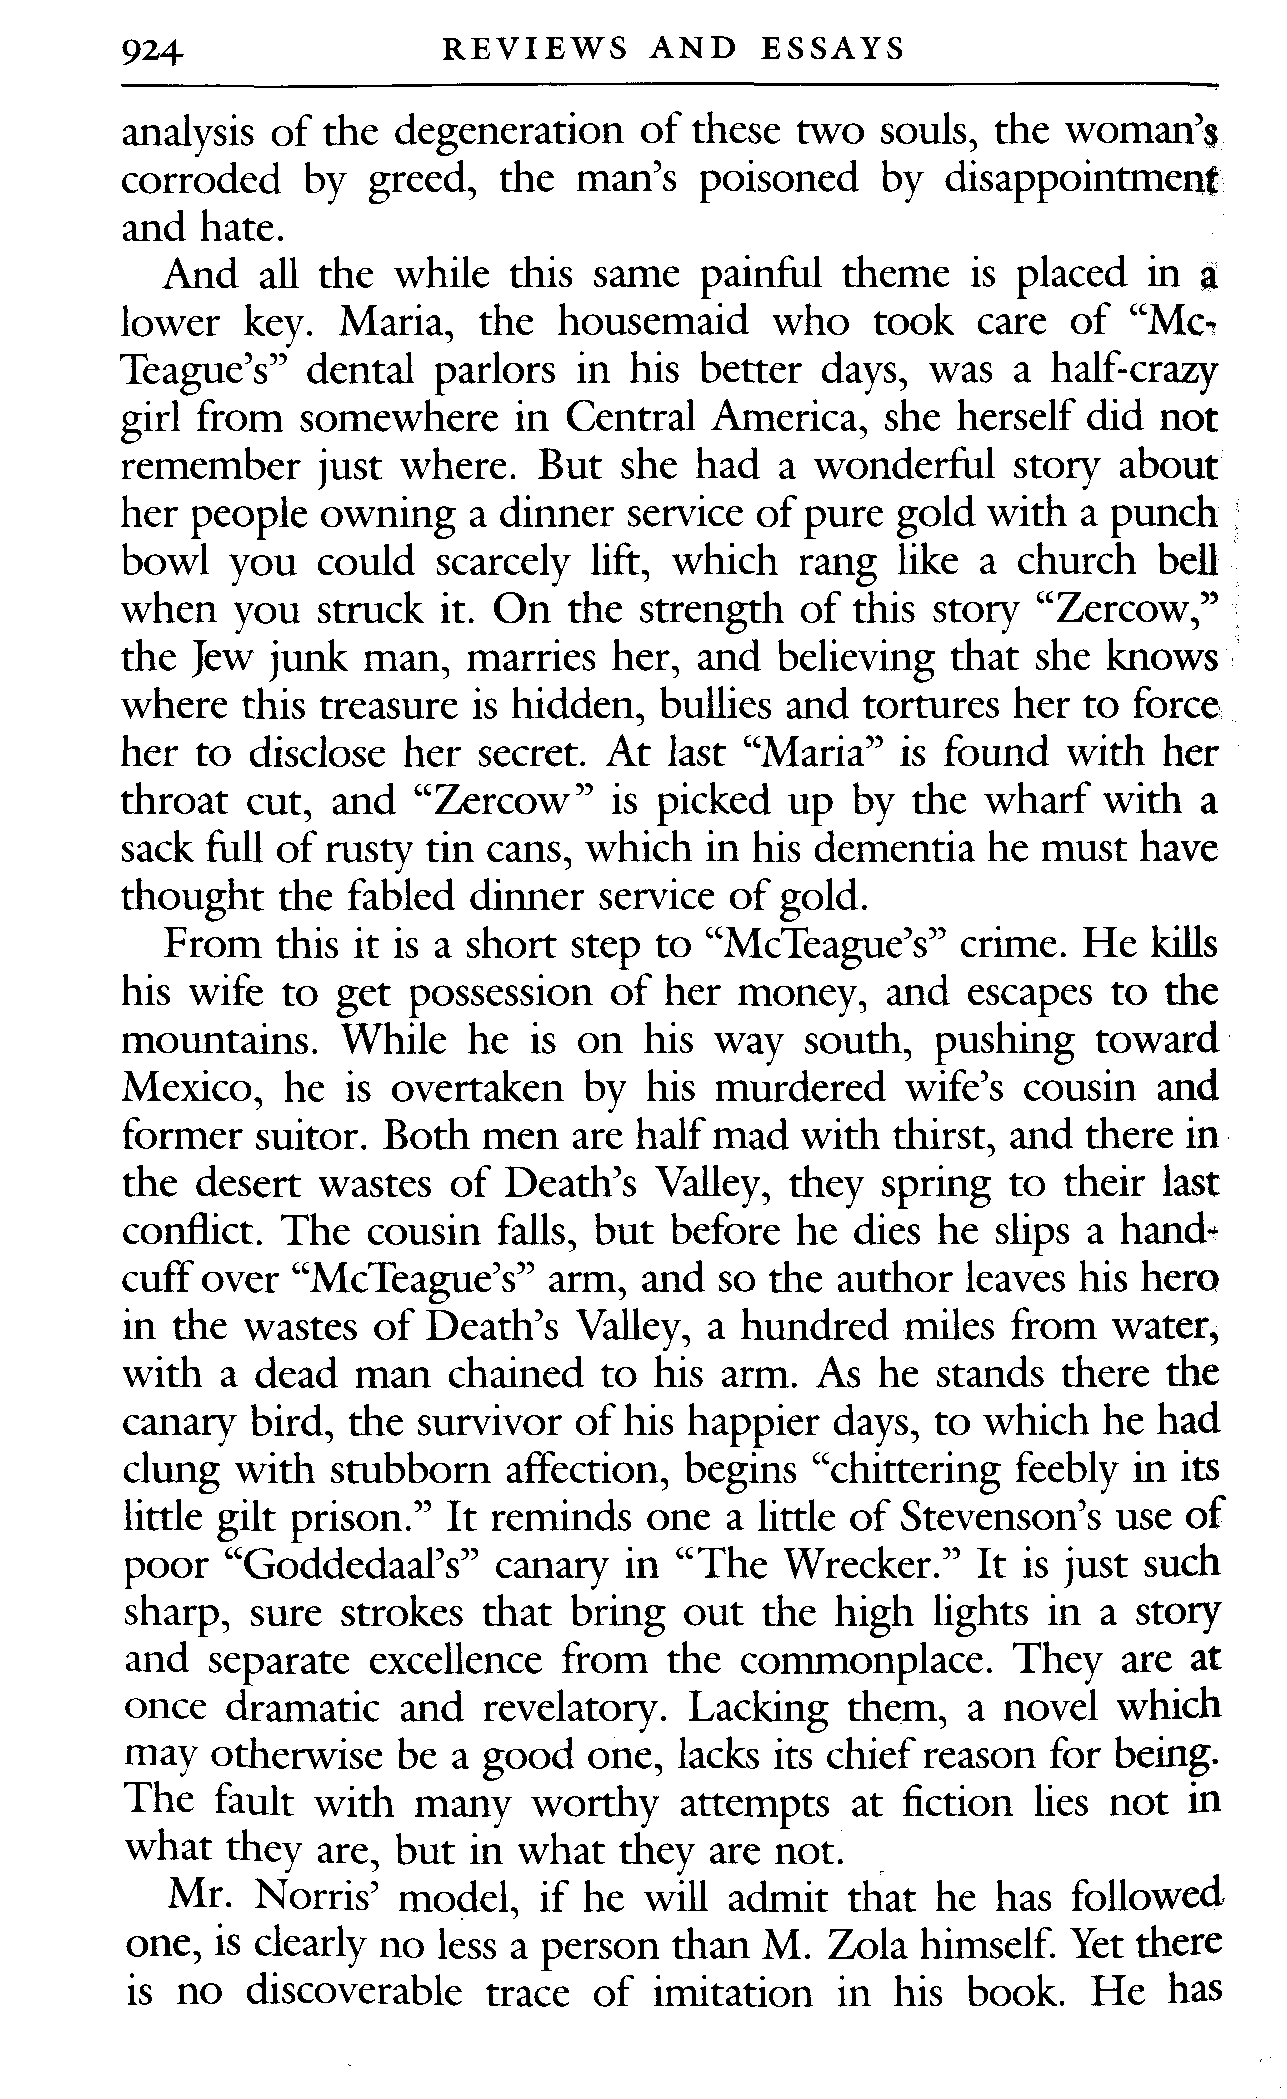 924 REVIEWS AND ESSAYS
analysis of the degeneration of these two souls, the woman's
corroded by greed, the man's poisoned by disappointment
and hate.
And all the while this same painful theme is placed in a
lower key. Maria, the housemaid who took care of “Mc-
Teague's” dental parlors in his better days, was a half-crazy
girl from somewhere in Central America, she herself did not
remember just where. But she had a wonderful story about
her people owning a dinner service of pure gold with a punch
bowl you could scarcely lift, which rang like a church bell
when you struck it. On the strength of this story “Zercow,”
the Jew junk man, marries her, and believing that she knows
where this treasure is hidden, bullies and tortures her to force
her to disclose her secret. At last “Maria” is found with her
throat cut, and “Zercow” is picked up by the wharf with a
sack full of rusty tin cans, which in his dementia he must have
thought the fabled dinner service of gold.
From this it is a short step to “McTeague's” crime. He kills
his wife to get possession of her money, and escapes to the
mountains. While he is on his way south, pushing toward
Mexico, he is overtaken by his murdered wife's cousin and
former suitor. Both men are half mad with thirst, and there in
the desert wastes of Death's Valley, they spring to their last
conflict. The cousin falls, but before he dies he slips a hand-
cuff over “McTeague's” arm, and so the author leaves his hero
in the wastes of Death's Valley, a hundred miles from water,
with a dead man chained to his arm. As he stands there the
canary bird, the survivor of his happier days, to which he had
clung with stubborn affection, begins “chittering feebly in its
little gilt prison.” It reminds one a little of Stevenson's use of
poor “Goddedaal's” canary in “The Wrecker.” It is just such
sharp, sure strokes that bring out the high lights in a story
and separate excellence from the commonplace. They are at
once dramatic and revelatory. Lacking them, a novel which
may otherwise be a good one, lacks its chief reason for being.
The fault with many worthy attempts at fiction lies not in
what they are, but in what they are not.
Mr. Norris' model, if he will admit that he has followed
one, is clearly no less a person than M. Zola himself. Yet there
is no discoverable trace of imitation in his book. He has